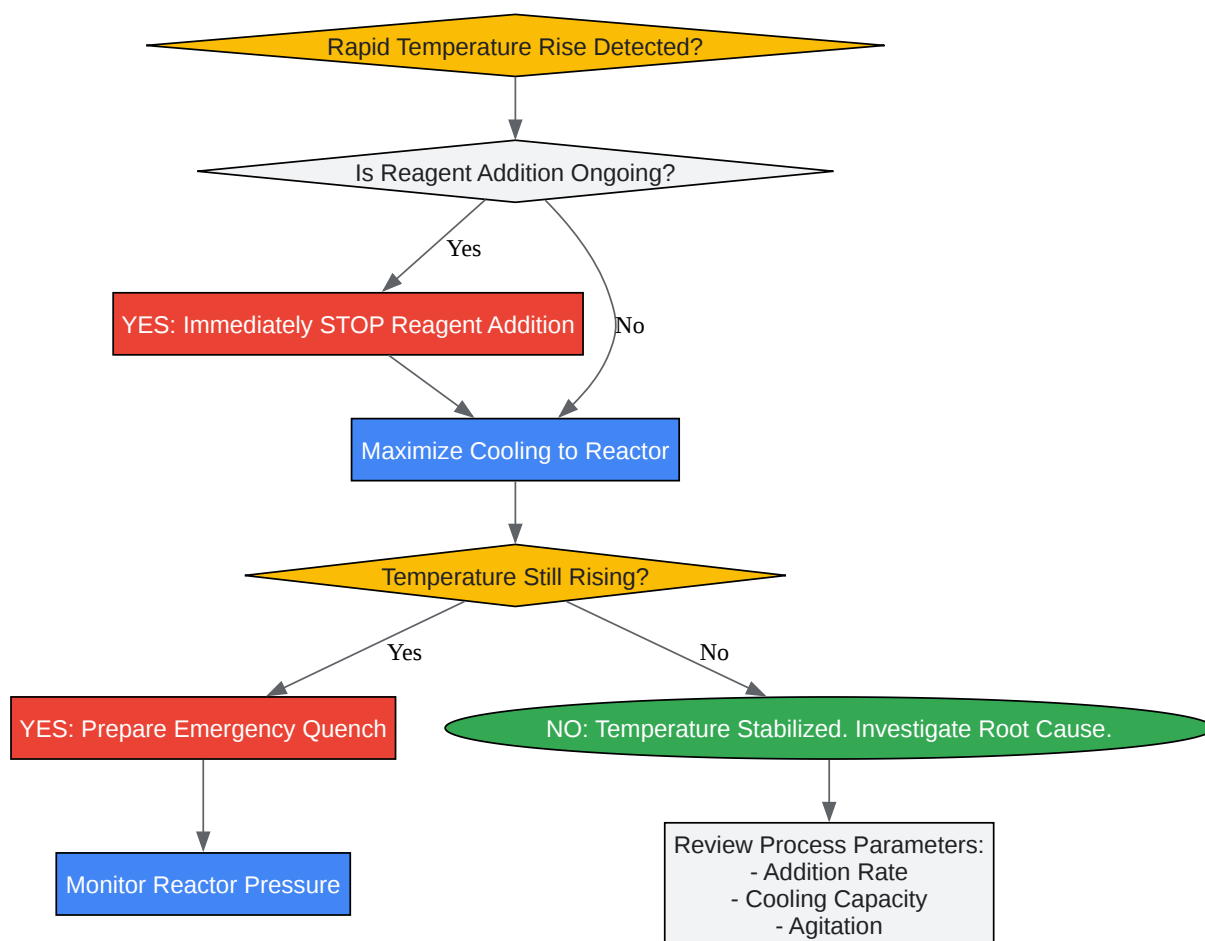 Rapid Temperature Rise Detected?
Is Reagent Addition Ongoing?
Yes
YES: Immediately STOP Reagent Addition
No
Maximize Cooling to Reactor
Temperature Still Rising?
Yes
No
YES: Prepare Emergency Quench
NO: Temperature Stabilized. Investigate Root Cause.
Monitor Reactor Pressure
Review Process Parameters:
- Addition Rate
- Cooling Capacity
- Agitation